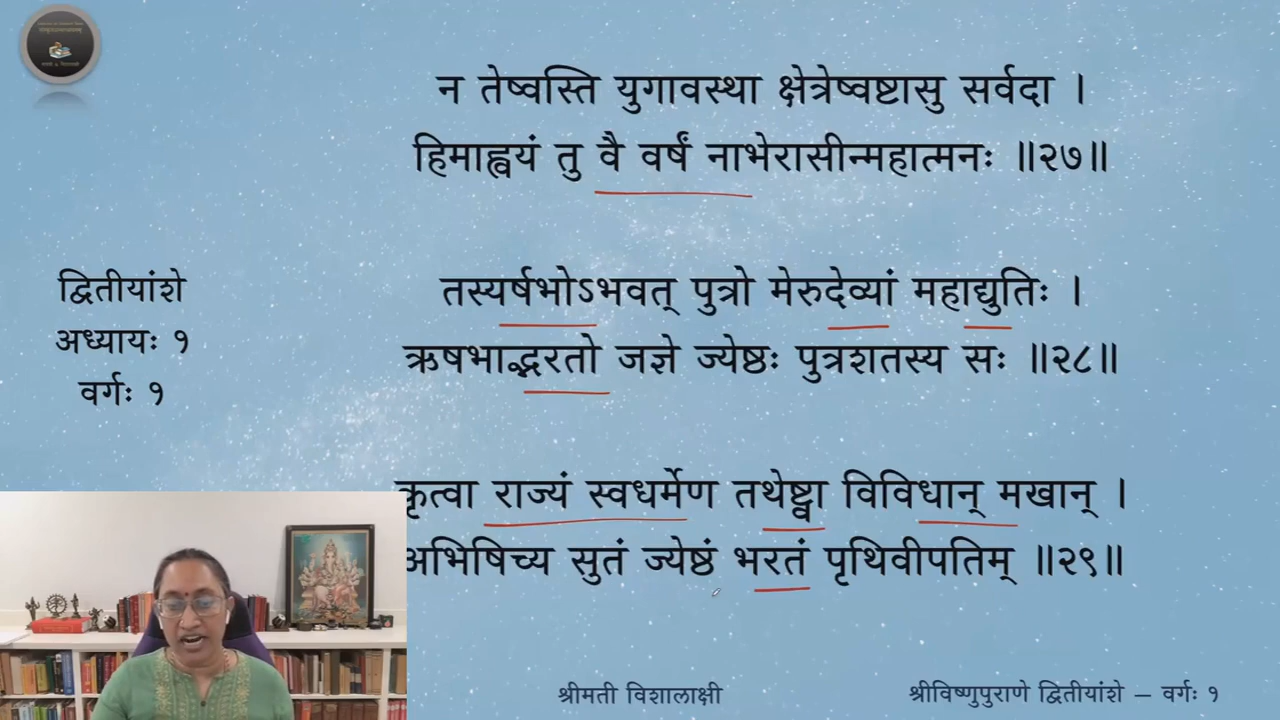 न तेष्वस्ति युगावस्था क्षेत्रेष्वष्टासु सर्वदा ।
हिमाह्वयं तु वै वर्षं नाभेरासीन्महात्मनः ॥२७॥
द्वितीयांशे
अध्यायः १
वर्गः १
तस्यर्षभोऽभवत् पुत्रो मेरुदेव्यां महाद्युतिः ।
ऋषभाद्भरतो जज्ञे ज्येष्ठः पुत्रशतस्य सः ॥२८॥
कृत्वा राज्यं स्वधर्मेण तथेष्ट्वा विविधान् मखान् ।
अभिषिच्य सुतं ज्येष्ठं भरतं पृथिवीपतिम् ॥२९॥
श्रीमती विशालाक्षी
श्रीविष्णुपुराणे द्वितीयांशे – वर्गः १